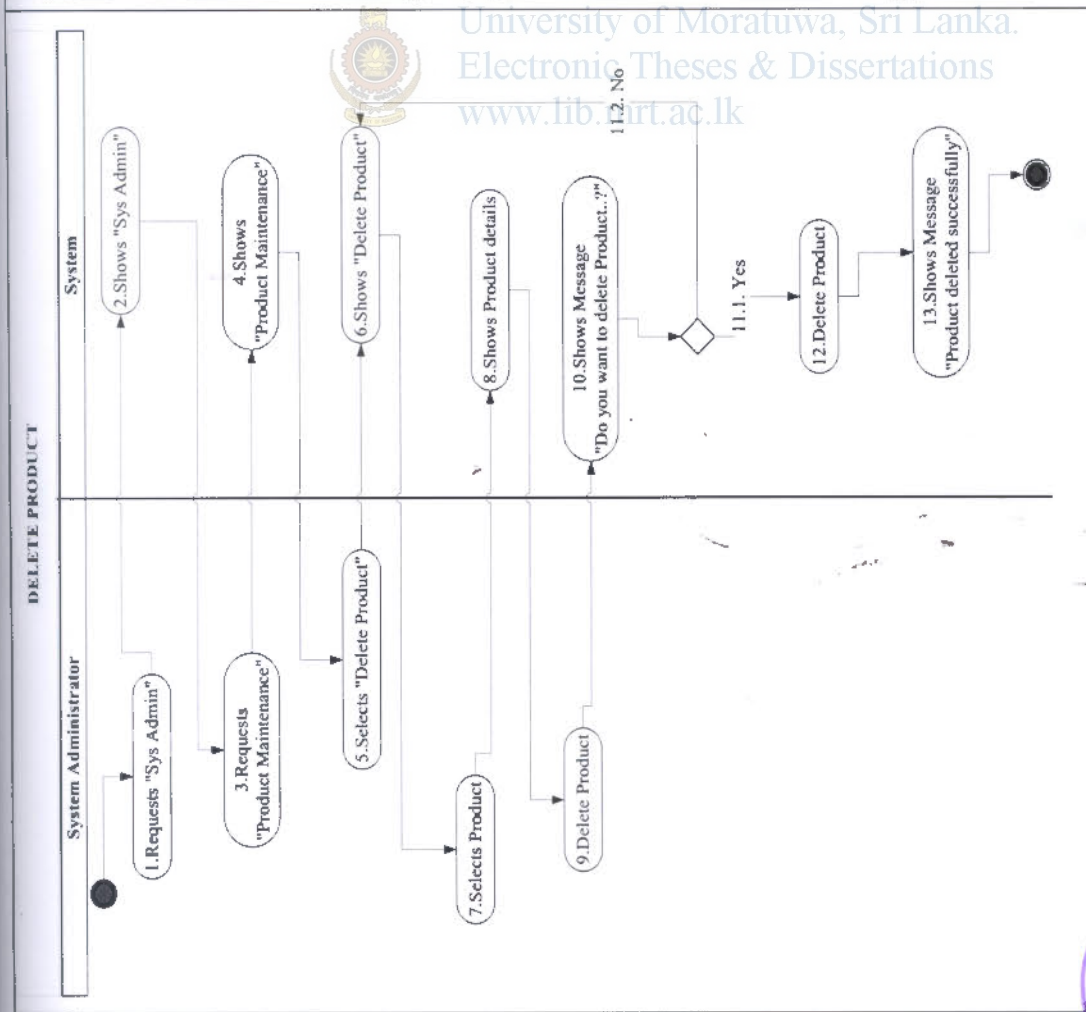 University of Moratuwa, Sri Lanka.
Electronic Theses & Dissertations
www.lib.mrt.ac.lk
DELETE PRODUCT
System Administrator
System
1.Requests "Sys Admin"
2.Shows "Sys Admin"
3.Requests
"Product Maintenance"
4.Shows
"Product Maintenance"
5.Selects "Delete Product"
6.Shows "Delete Product"
7.Selects Product
8.Shows Product details
9.Delete Product
10.Shows Message
"Do you want to delete Product..?"
11.2. No
11.1. Yes
12.Delete Product
13.Shows Message
"Product deleted successfully"